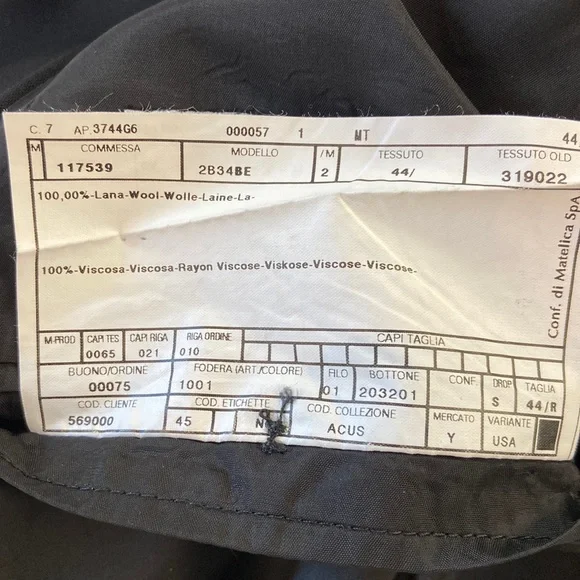 C. 7 AP. 3744G6 000057 1 MT 44
M COMMESSA MODELLO /M TESSUTO TESSUTO OLD
117539 2B34BE 2 44/ 319022
100,00%-Lana-Wool-Wolle-Laine-La-
100%-Viscosa-Viscosa-Rayon Viscose-Viskose-Viscose-Viscose-
Conf. di Matelica SpA
M-PROD CAPI TES CAPI RIGA RIGA ORDINE CAPI TAGLIA
0065 021 010
BUONO/ORDINE FODERA (ART./COLORE) FILO BOTTONE CONF. DROP TAGLIA
00075 1001 01 203201 S 44/R
COD. CLIENTE COD. ETICHETTE COD. COLLEZIONE MERCATO VARIANTE
569000 45 N ACUS Y USA